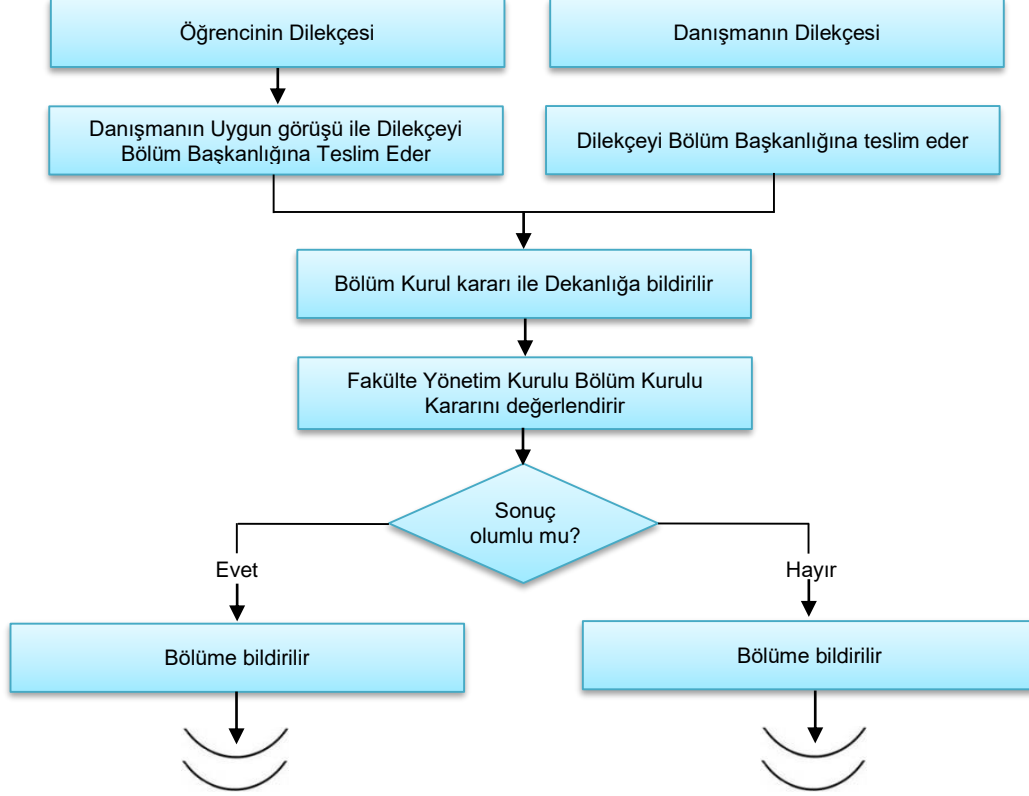 Öğrencinin Dilekçesi
Danışmanın Dilekçesi
Danışmanın Uygun görüşü ile Dilekçeyi
Bölüm Başkanlığına Teslim Eder
Dilekçeyi Bölüm Başkanlığına teslim eder
Bölüm Kurul kararı ile Dekanlığa bildirilir
Fakülte Yönetim Kurulu Bölüm Kurulu
Kararını değerlendirir
Sonuç
olumlu mu?
Evet
Hayır
Bölüme bildirilir
Bölüme bildirilir